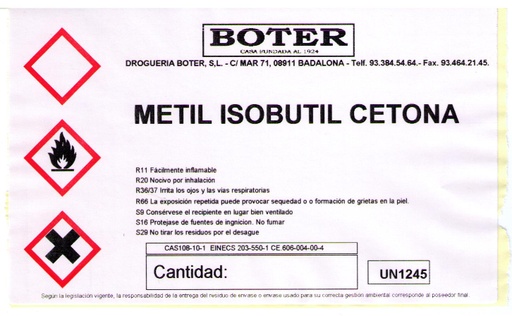 BOTER
CASA FUNDADA AL 1924
DROGUERIA BOTER, S,L. - C/ MAR 71, 08911 BADALONA - Telf. 93.384.54.64.- Fax. 93.464.21.45.
METIL ISOBUTIL CETONA
R11 Fácilmente inflamable
R20 Nocivo por inhalación
R36/37 Irrita los ojos y las vias respiratorias
R66 La exposición repetida puede provocar sequedad o o formación de grietas en la piel.
S9 Consérvese el recipiente en lugar bien ventilado
S16 Protejase de fuentes de ingnicion. No fumar
S29 No tirar los residuos por el desague
CAS108-10-1 EINECS 203-550-1 CE.606-004-00-4
Cantidad:
UN1245
Segun la legislación vigente, la responsabilidad de la entrega del residuo de envase o envase usado para su correcta gestión ambiental corresponde al poseedor final.